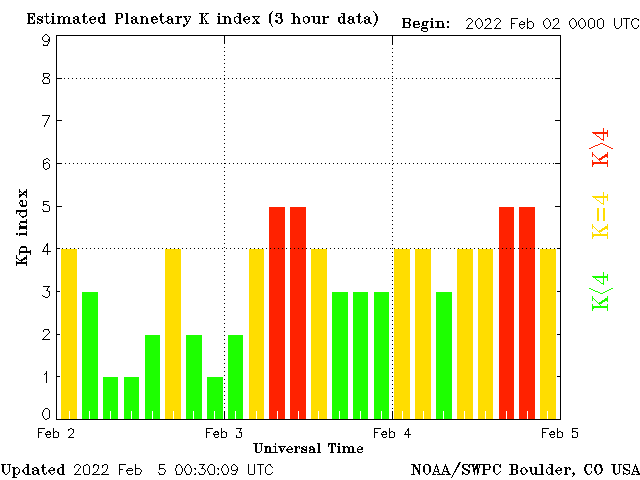 Estimated Planetary K index (3 hour data) Begin: 2022 Feb 02 0000 UTC
9
8
7
6
5
4
3
2
1
0
Kp index
K>4
K=4
K<4
Feb 2 Feb 3 Feb 4 Feb 5
Universal Time
Updated 2022 Feb 5 00:30:09 UTC NOAA/SWPC Boulder, CO USA